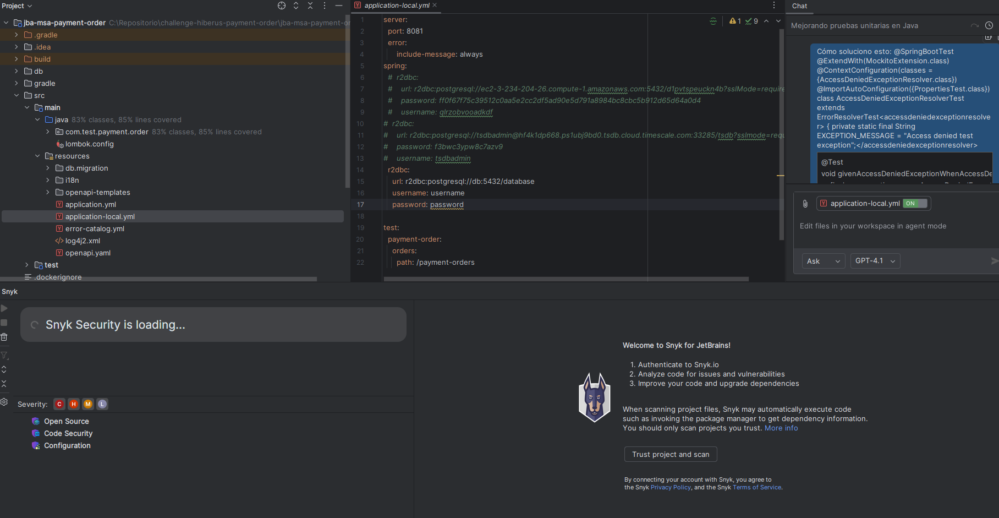 Project
jba-msa-payment-order C:\Repositorio\challenge-hiberus-payment-order\jba-msa-payment-or
.gradle
.idea
build
db
gradle
src
main
java 83% classes, 85% lines covered
com.test.payment.order 83% classes, 85% lines covered
lombok.config
resources
db.migration
i18n
openapi-templates
application.yml
application-local.yml
error-catalog.yml
log4j2.xml
openapi.yaml
test
.dockerignore
application-local.yml
1 9
1 server:
2 port: 8081
3 error:
4 include-message: always
5 spring:
6 # r2dbc:
7 # url: r2dbc:postgresql://ec2-3-234-204-26.compute-1.amazonaws.com:5432/d1pvtspeuckn4b?sslMode=require
8 # password: ff0f67f75c39512c0aa5e2cc2df5ad90e5d791a8984bc8cbc5b912d65d64a0d4
9 # username: qlrzobvooadkdf
10 # r2dbc:
11 # url: r2dbc:postgresql://tsdbadmin@hf4k1dp668.ps1ubj9bd0.tsdb.cloud.timescale.com:33285/tsdb?sslmode=requ
12 # password: f3bwc3ypw8c7azv9
13 # username: tsdbadmin
14 r2dbc:
15 url: r2dbc:postgresql://db:5432/database
16 username: username
17 password: password
18
19 test:
20 payment-order:
21 orders:
22 path: /payment-orders
Chat
Mejorando pruebas unitarias en Java
Cómo soluciono esto: @SpringBootTest
@ExtendWith(MockitoExtension.class)
@ContextConfiguration(classes =
{AccessDeniedExceptionResolver.class})
@ImportAutoConfiguration({PropertiesTest.class})
class AccessDeniedExceptionResolverTest
extends
ErrorResolverTest<accessdeniedexceptionresolve
r> { private static final String
EXCEPTION_MESSAGE = "Access denied test
exception";</accessdeniedexceptionresolver>
@Test
void givenAccessDeniedExceptionWhenAccessDe
application-local.yml ON
Edit files in your workspace in agent mode
Ask GPT-4.1
Snyk
Snyk Security is loading...
Severity: C H M L
Open Source
Code Security
Configuration
Welcome to Snyk for JetBrains!
1. Authenticate to Snyk.io
2. Analyze code for issues and vulnerabilities
3. Improve your code and upgrade dependencies
When scanning project files, Snyk may automatically execute code
such as invoking the package manager to get dependency information.
You should only scan projects you trust. More info
Trust project and scan
By connecting your account with Snyk, you agree to
the Snyk Privacy Policy, and the Snyk Terms of Service.